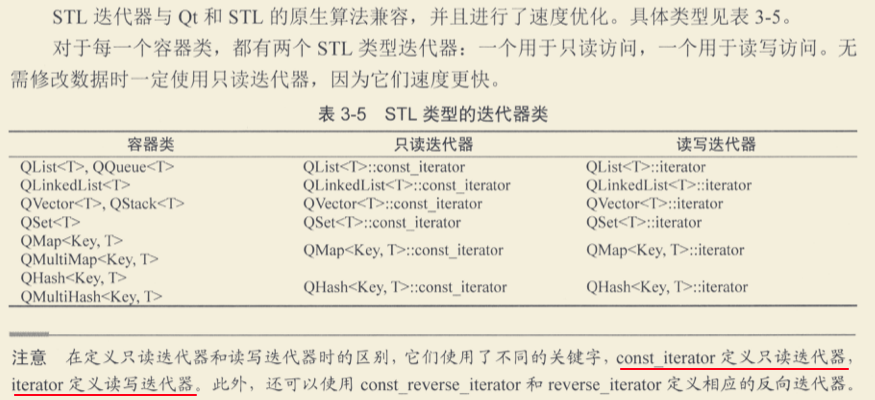 STL 迭代器与 Qt 和 STL 的原生算法兼容，并且进行了速度优化。具体类型见表 3-5。
对于每一个容器类，都有两个 STL 类型迭代器：一个用于只读访问，一个用于读写访问。无
需修改数据时一定使用只读迭代器，因为它们速度更快。
表 3-5 STL 类型的迭代器类
容器类 只读迭代器 读写迭代器
QList<T>, QQueue<T> QList<T>::const_iterator QList<T>::iterator
QLinkedList<T> QLinkedList<T>::const_iterator QLinkedList<T>::iterator
QVector<T>, QStack<T> QVector<T>::const_iterator QVector<T>::iterator
QSet<T> QSet<T>::const_iterator QSet<T>::iterator
QMap<Key, T>
QMultiMap<Key, T>
QMap<Key, T>::const_iterator QMap<Key, T>::iterator
QHash<Key, T>
QMultiHash<Key, T>
QHash<Key, T>::const_iterator QHash<Key, T>::iterator
注意 在定义只读迭代器和读写迭代器时的区别，它们使用了不同的关键字，const_iterator 定义只读迭代器，
iterator 定义读写迭代器。此外，还可以使用 const_reverse_iterator 和 reverse_iterator 定义相应的反向迭代器。